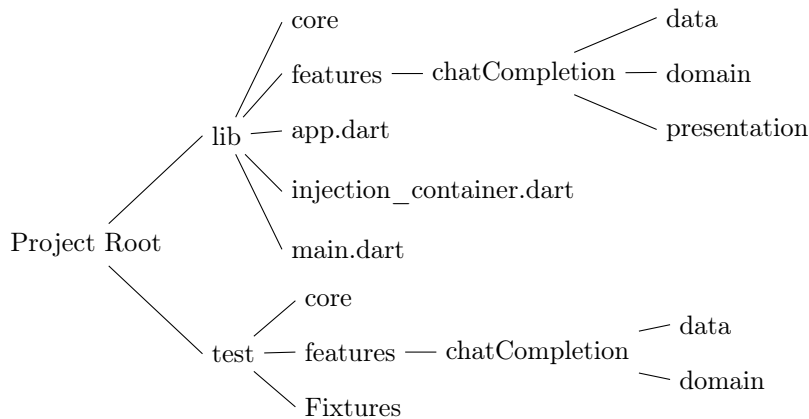 core
data
features
chatCompletion
domain
app.dart
presentation
lib
injection_container.dart
Project Root
main.dart
core
data
test
features
chatCompletion
domain
Fixtures